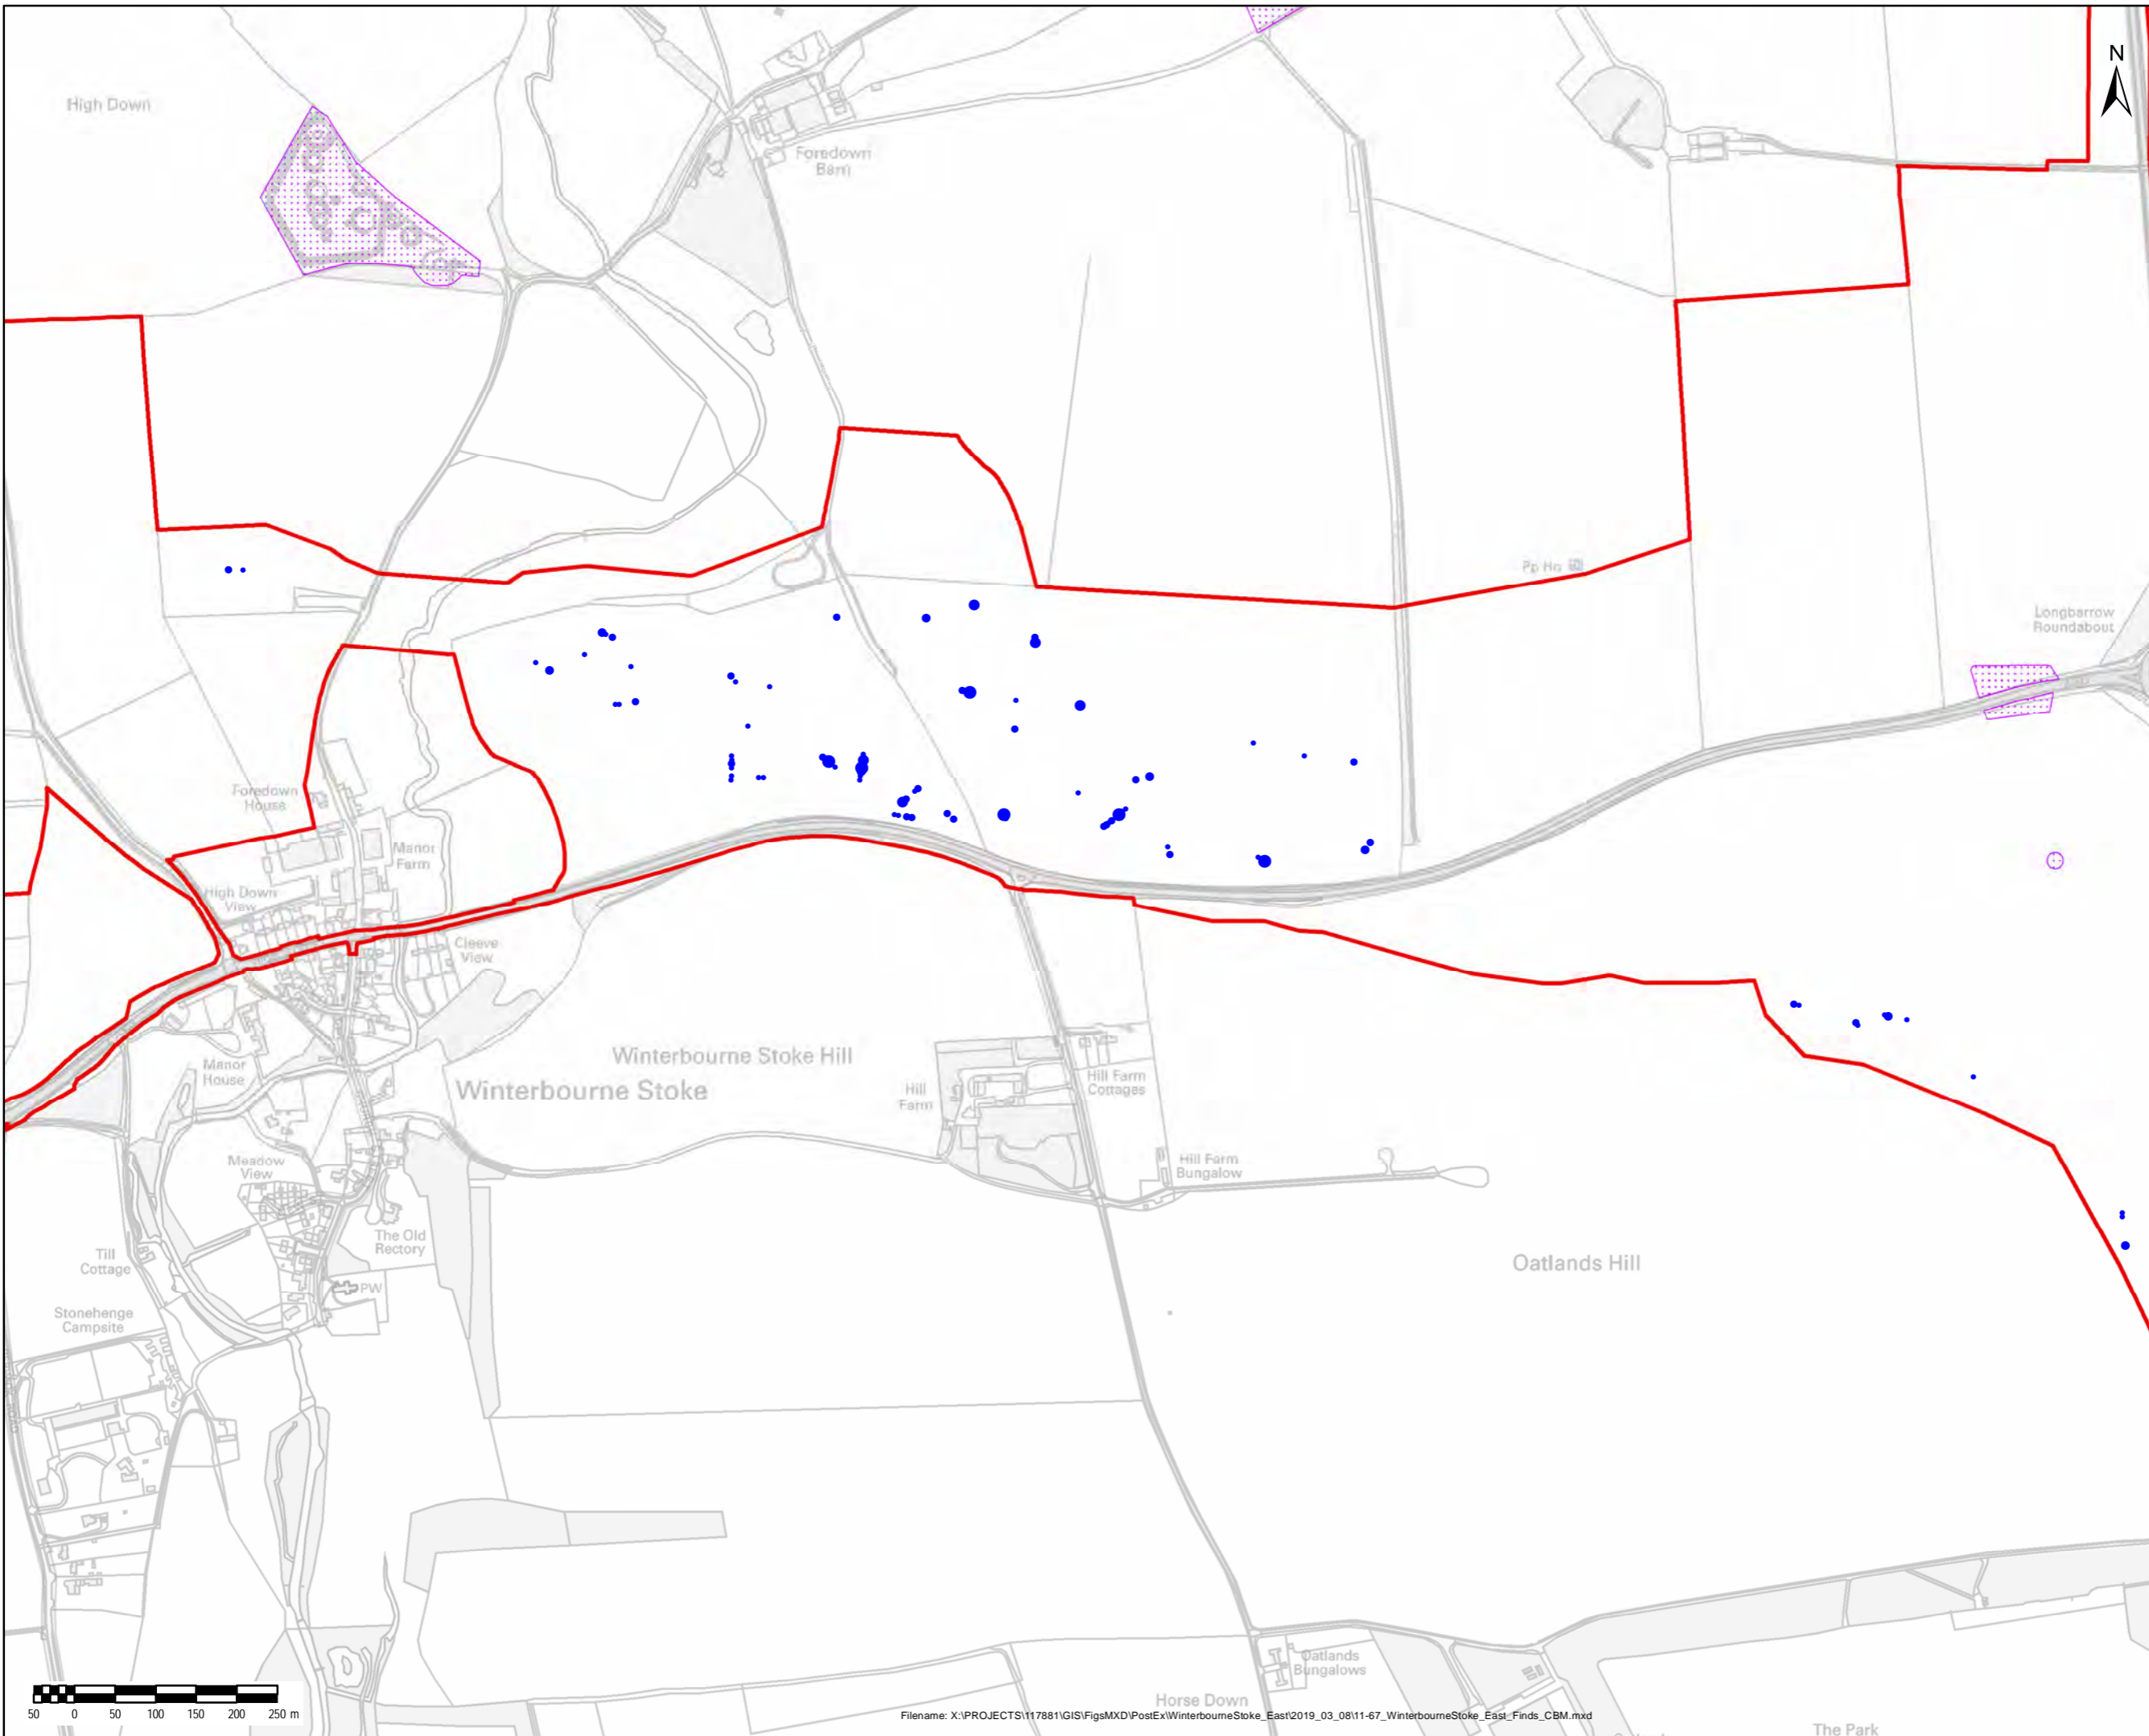 N
High Down
Foredown
Barn
Pp Ho
Longbarrow
Roundabout
Foredown
House
Manor
Farm
High Down
View
Cleeve
View
Winterbourne Stoke Hill
Manor
House
Winterbourne Stoke
Hill
Farm
Hill Farm
Cottages
Meadow
View
Hill Farm
Bungalow
The Old
Rectory
Till
Cottage
Oatlands Hill
PW
Stonehenge
Campsite
Oatlands
Bungalows
Horse Down
The Park
50 0 50 100 150 200 250 m
Filename: X:\PROJECTS\117881\GIS\FigsMXD\PostEx\WinterbourneStoke_East\2019_03_08\11-67_WinterbourneStoke_East_Finds_CBM.mxd